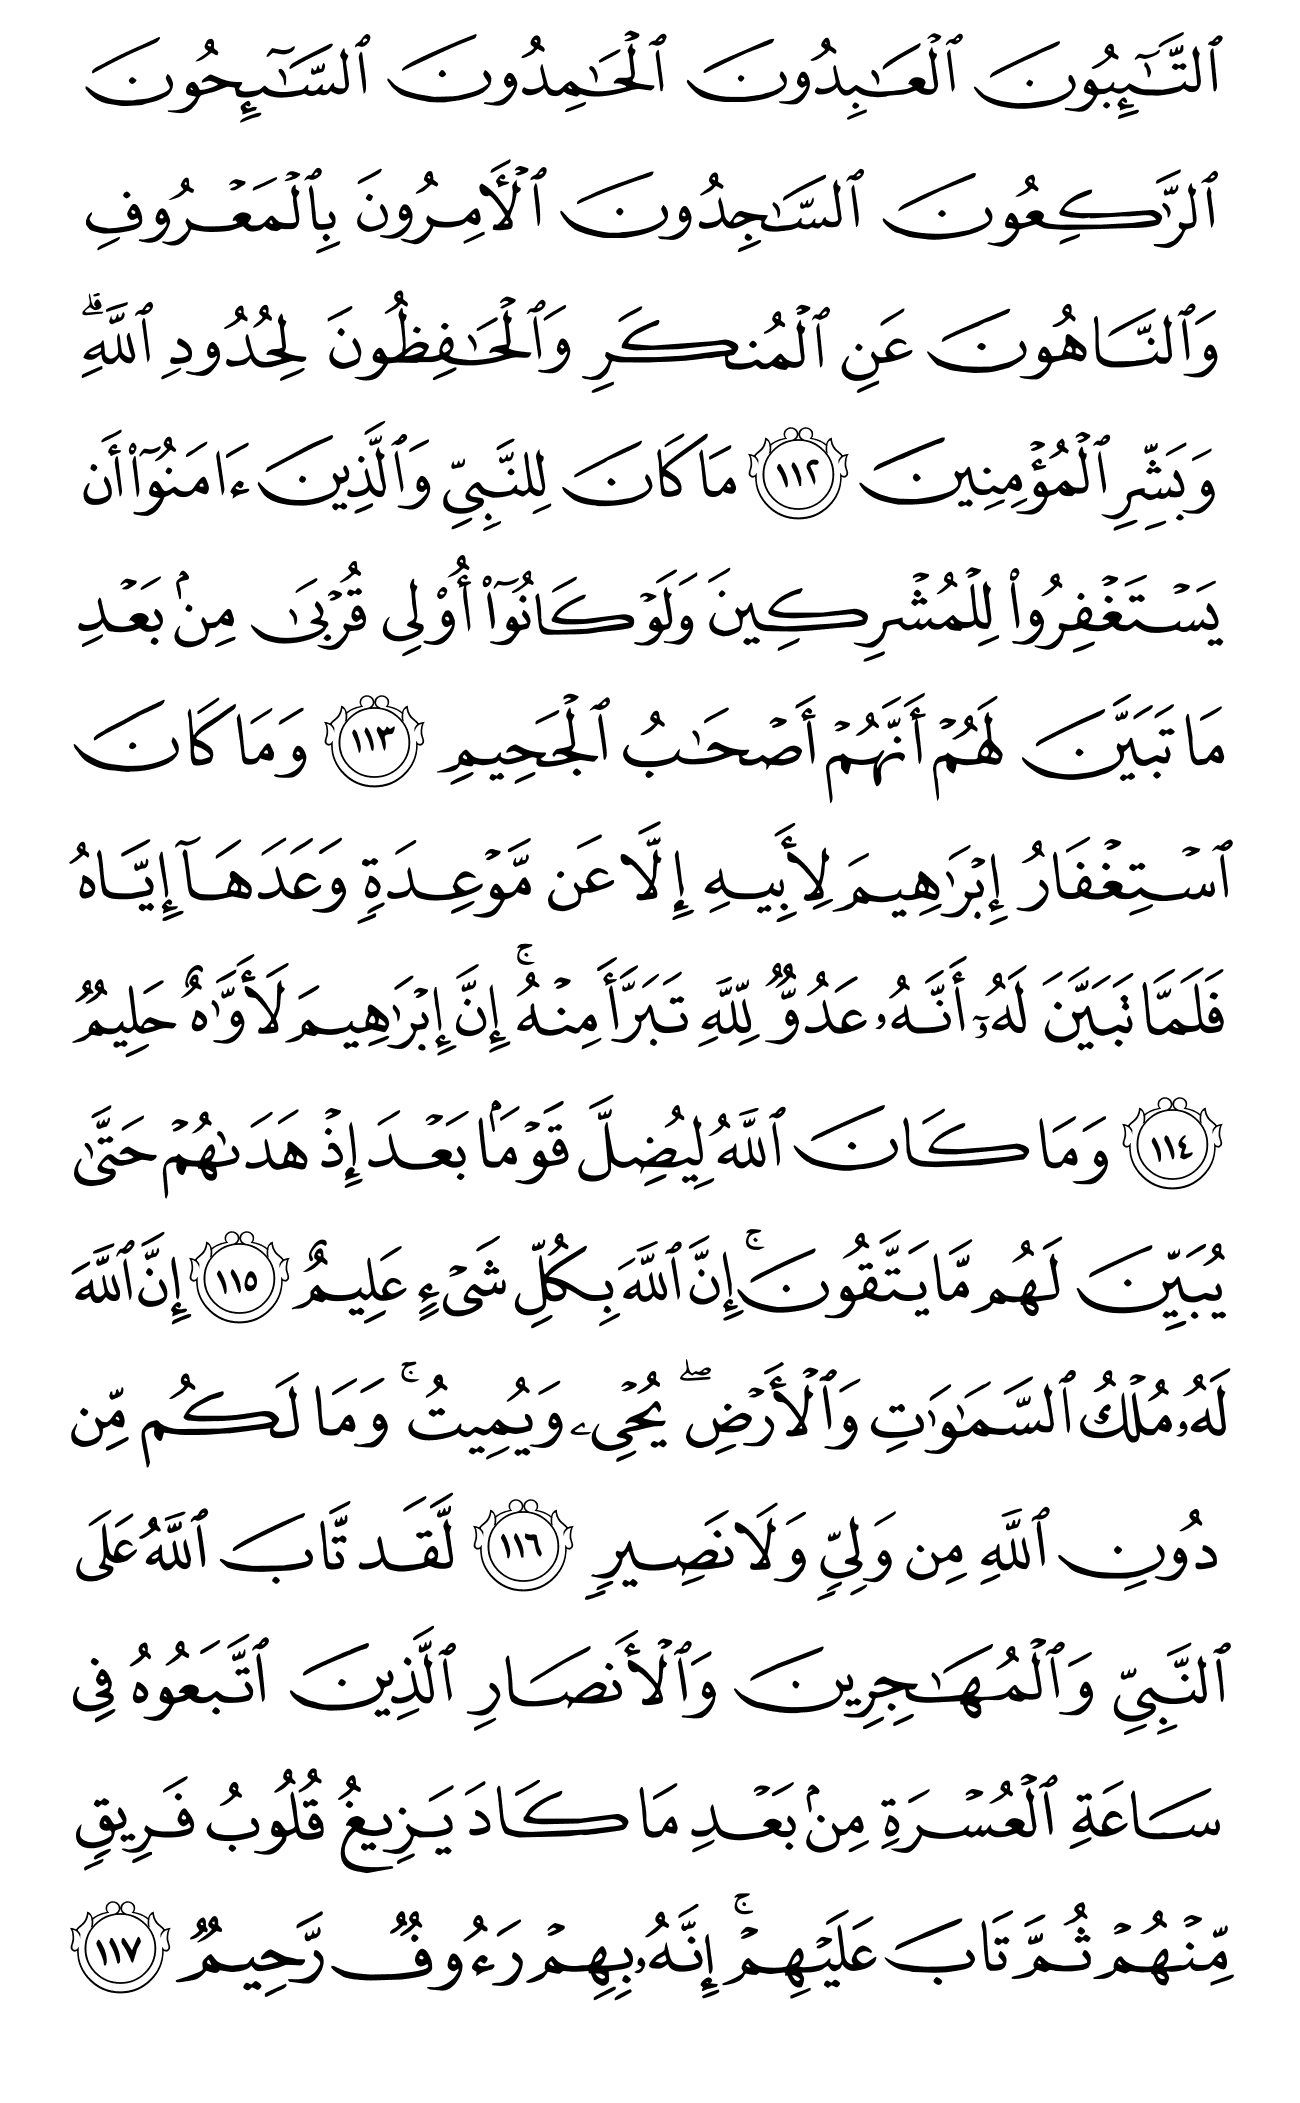 ٱلتَّـٰٓئِبُونَ ٱلۡعَـٰبِدُونَ ٱلۡحَـٰمِدُونَ ٱلسَّـٰٓئِحُونَ
ٱلرَّٰكِعُونَ ٱلسَّـٰجِدُونَ ٱلۡأٓمِرُونَ بِٱلۡمَعۡرُوفِ
وَٱلنَّاهُونَ عَنِ ٱلۡمُنكَرِ وَٱلۡحَـٰفِظُونَ لِحُدُودِ ٱللَّهِۗ
وَبَشِّرِ ٱلۡمُؤۡمِنِينَ ١١٢ مَا كَانَ لِلنَّبِيِّ وَٱلَّذِينَ ءَامَنُوٓاْ أَن
يَسۡتَغۡفِرُواْ لِلۡمُشۡرِكِينَ وَلَوۡ كَانُوٓاْ أُوْلِي قُرۡبَىٰ مِنۢ بَعۡدِ
مَا تَبَيَّنَ لَهُمۡ أَنَّهُمۡ أَصۡحَـٰبُ ٱلۡجَحِيمِ ١١٣ وَمَا كَانَ
ٱسۡتِغۡفَارُ إِبۡرَٰهِيمَ لِأَبِيهِ إِلَّا عَن مَّوۡعِدَةٖ وَعَدَهَآ إِيَّاهُ
فَلَمَّا تَبَيَّنَ لَهُۥٓ أَنَّهُۥ عَدُوّٞ لِّلَّهِ تَبَرَّأَ مِنۡهُۚ إِنَّ إِبۡرَٰهِيمَ لَأَوَّٰهٌ حَلِيمٞ
١١٤ وَمَا كَانَ ٱللَّهُ لِيُضِلَّ قَوۡمَۢا بَعۡدَ إِذۡ هَدَىٰهُمۡ حَتَّىٰ
يُبَيِّنَ لَهُم مَّا يَتَّقُونَۚ إِنَّ ٱللَّهَ بِكُلِّ شَيۡءٍ عَلِيمٌ ١١٥ إِنَّ ٱللَّهَ
لَهُۥ مُلۡكُ ٱلسَّمَـٰوَٰتِ وَٱلۡأَرۡضِۖ يُحۡيِۦ وَيُمِيتُۚ وَمَا لَكُم مِّن
دُونِ ٱللَّهِ مِن وَلِيّٖ وَلَا نَصِيرٖ ١١٦ لَّقَد تَّابَ ٱللَّهُ عَلَى
ٱلنَّبِيِّ وَٱلۡمُهَـٰجِرِينَ وَٱلۡأَنصَارِ ٱلَّذِينَ ٱتَّبَعُوهُ فِي
سَاعَةِ ٱلۡعُسۡرَةِ مِنۢ بَعۡدِ مَا كَادَ يَزِيغُ قُلُوبُ فَرِيقٖ
مِّنۡهُمۡ ثُمَّ تَابَ عَلَيۡهِمۡۚ إِنَّهُۥ بِهِمۡ رَءُوفٞ رَّحِيمٞ ١١٧